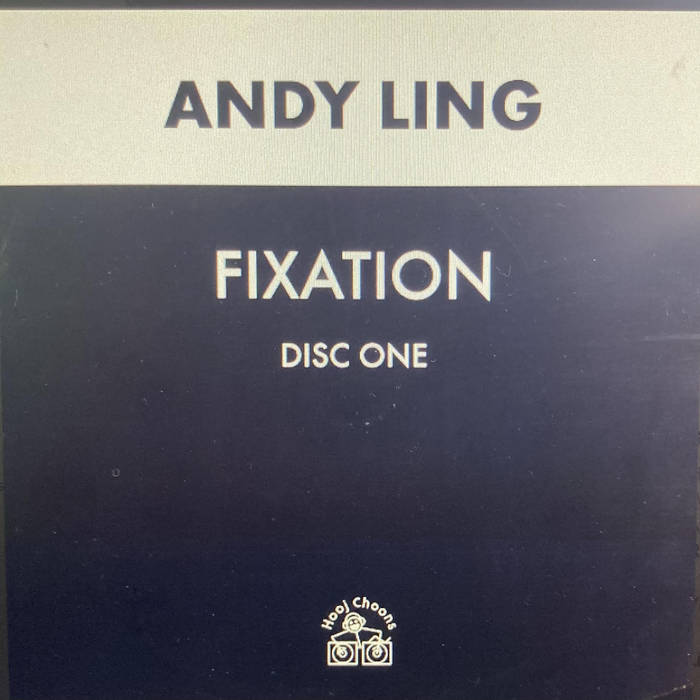 ANDY LING
FIXATION
DISC ONE
Hooj Choons